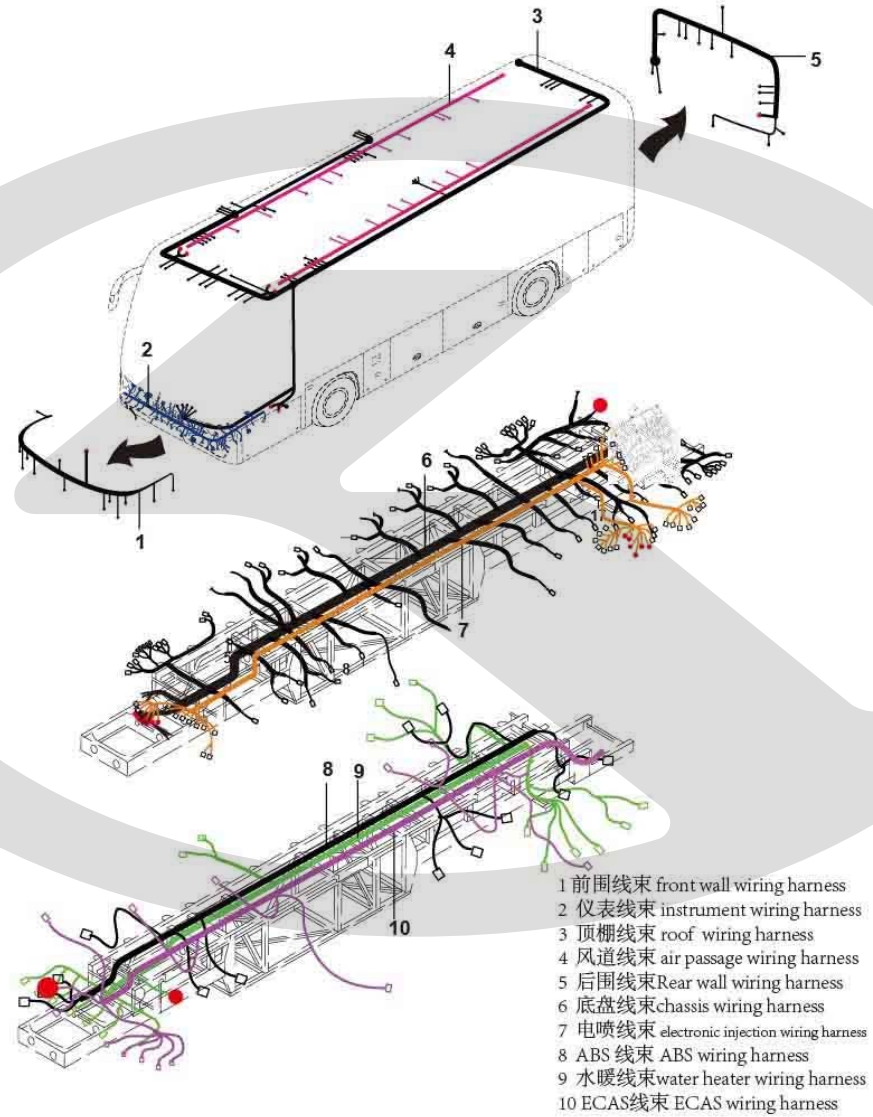 3
4
5
2
1
6
17
7
8
8
9
10
1 前围线束 front wall wiring harness
2 仪表线束 instrument wiring harness
3 顶棚线束 roof wiring harness
4 风道线束 air passage wiring harness
5 后围线束Rear wall wiring harness
6 底盘线束chassis wiring harness
7 电喷线束 electronic injection wiring harness
8 ABS 线束 ABS wiring harness
9 水暖线束water heater wiring harness
10 ECAS线束 ECAS wiring harness